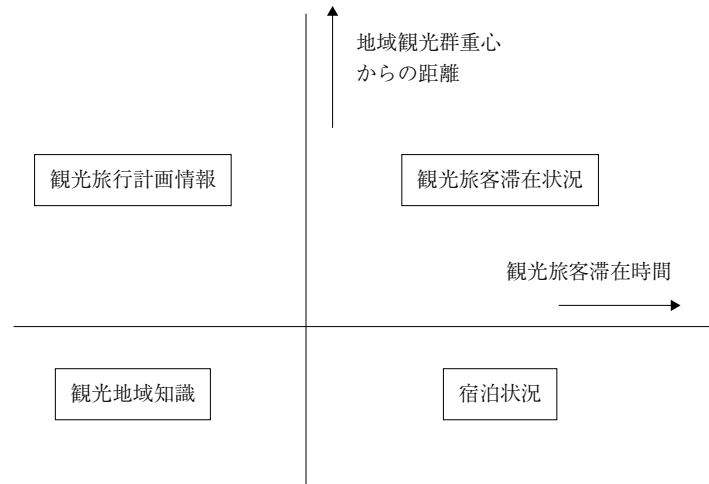 地域観光群重心
からの距離
観光旅行計画情報
観光旅客滞在状況
観光旅客滞在時間
観光地域知識
宿泊状況